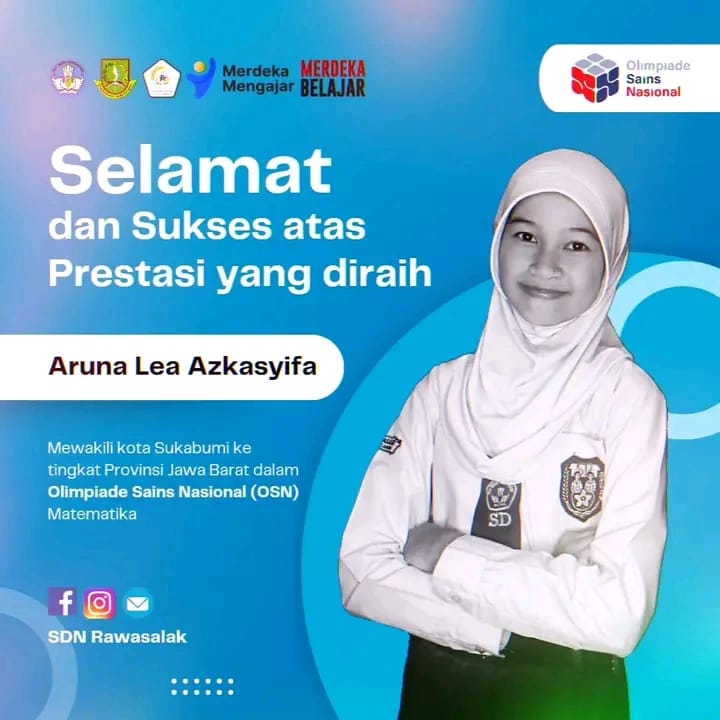 Merdeka
Mengajar
MERDEKA
BELAJAR
Olimpiade
Sains
Nasional
Selamat
dan Sukses atas
Prestasi yang diraih
Aruna Lea Azkasyifa
Mewakili kota Sukabumi ke
tingkat Provinsi Jawa Barat dalam
Olimpiade Sains Nasional (OSN)
Matematika
SD
SDN Rawasalak